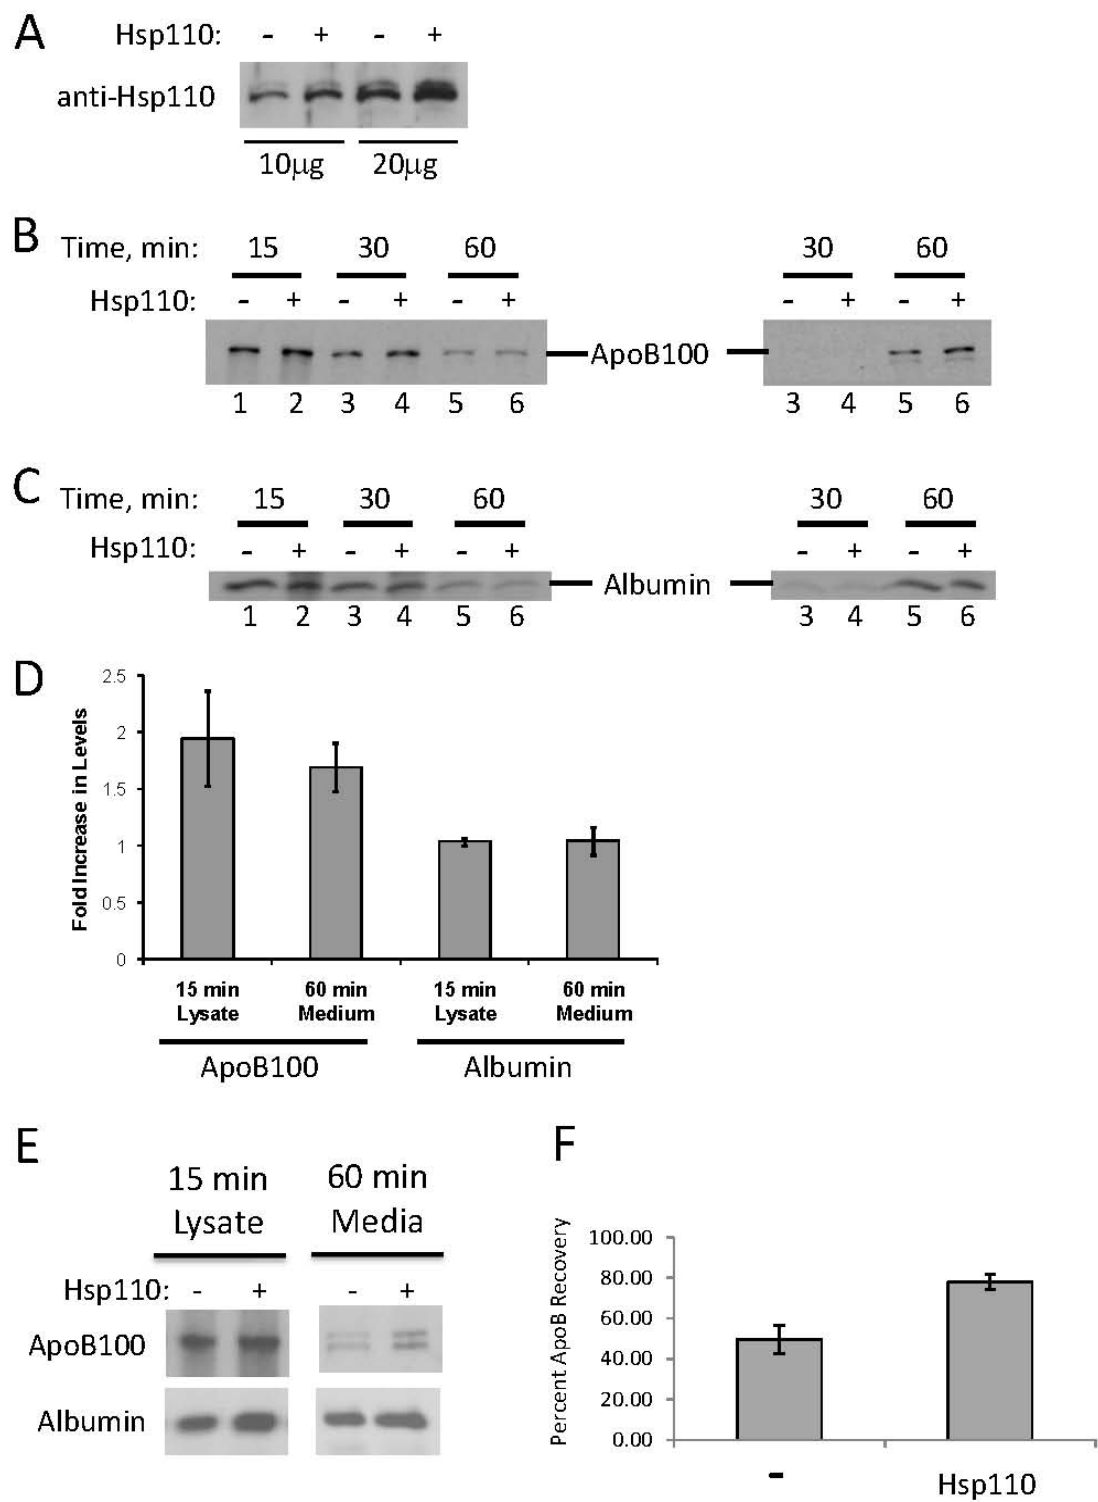 A
Hsp110: - + - +
anti-Hsp110
10μg 20μg
B
Time, min: 15 30 60 30 60
Hsp110: - + - + - + - + - +
ApoB100
1 2 3 4 5 6 3 4 5 6
C
Time, min: 15 30 60 30 60
Hsp110: - + - + - + - + - +
Albumin
1 2 3 4 5 6 3 4 5 6
D
Fold Increase in Levels
2.5
2
1.5
1
0.5
0
15 min Lysate
60 min Medium
15 min Lysate
60 min Medium
ApoB100 Albumin
E
15 min Lysate
60 min Media
Hsp110: - + - +
ApoB100
Albumin
F
Percent ApoB Recovery
100.00
80.00
60.00
40.00
20.00
0.00
- Hsp110